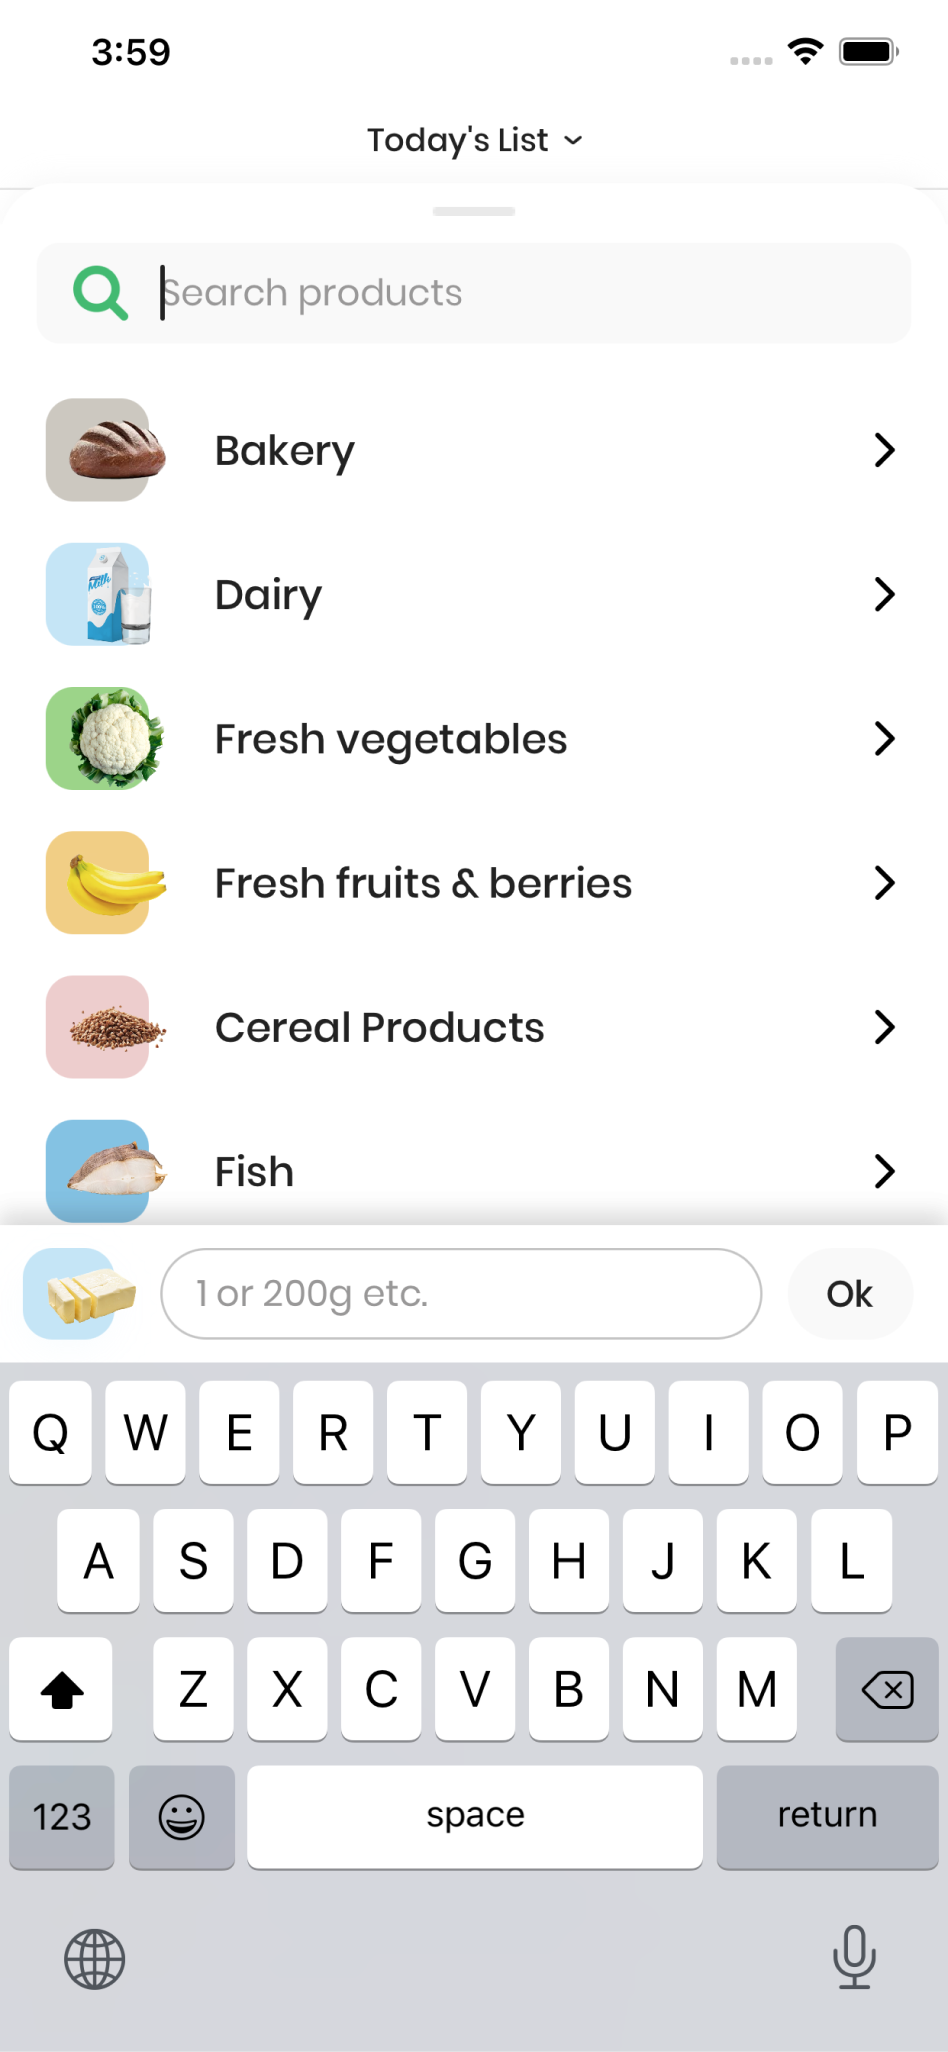 3:59
Today's List
Search products
Bakery
Milk
Dairy
Fresh vegetables
Fresh fruits & berries
Cereal Products
Fish
1 or 200g etc.
Ok
Q W E R T Y U I O P
A S D F G H J K L
Z X C V B N M
123 space return